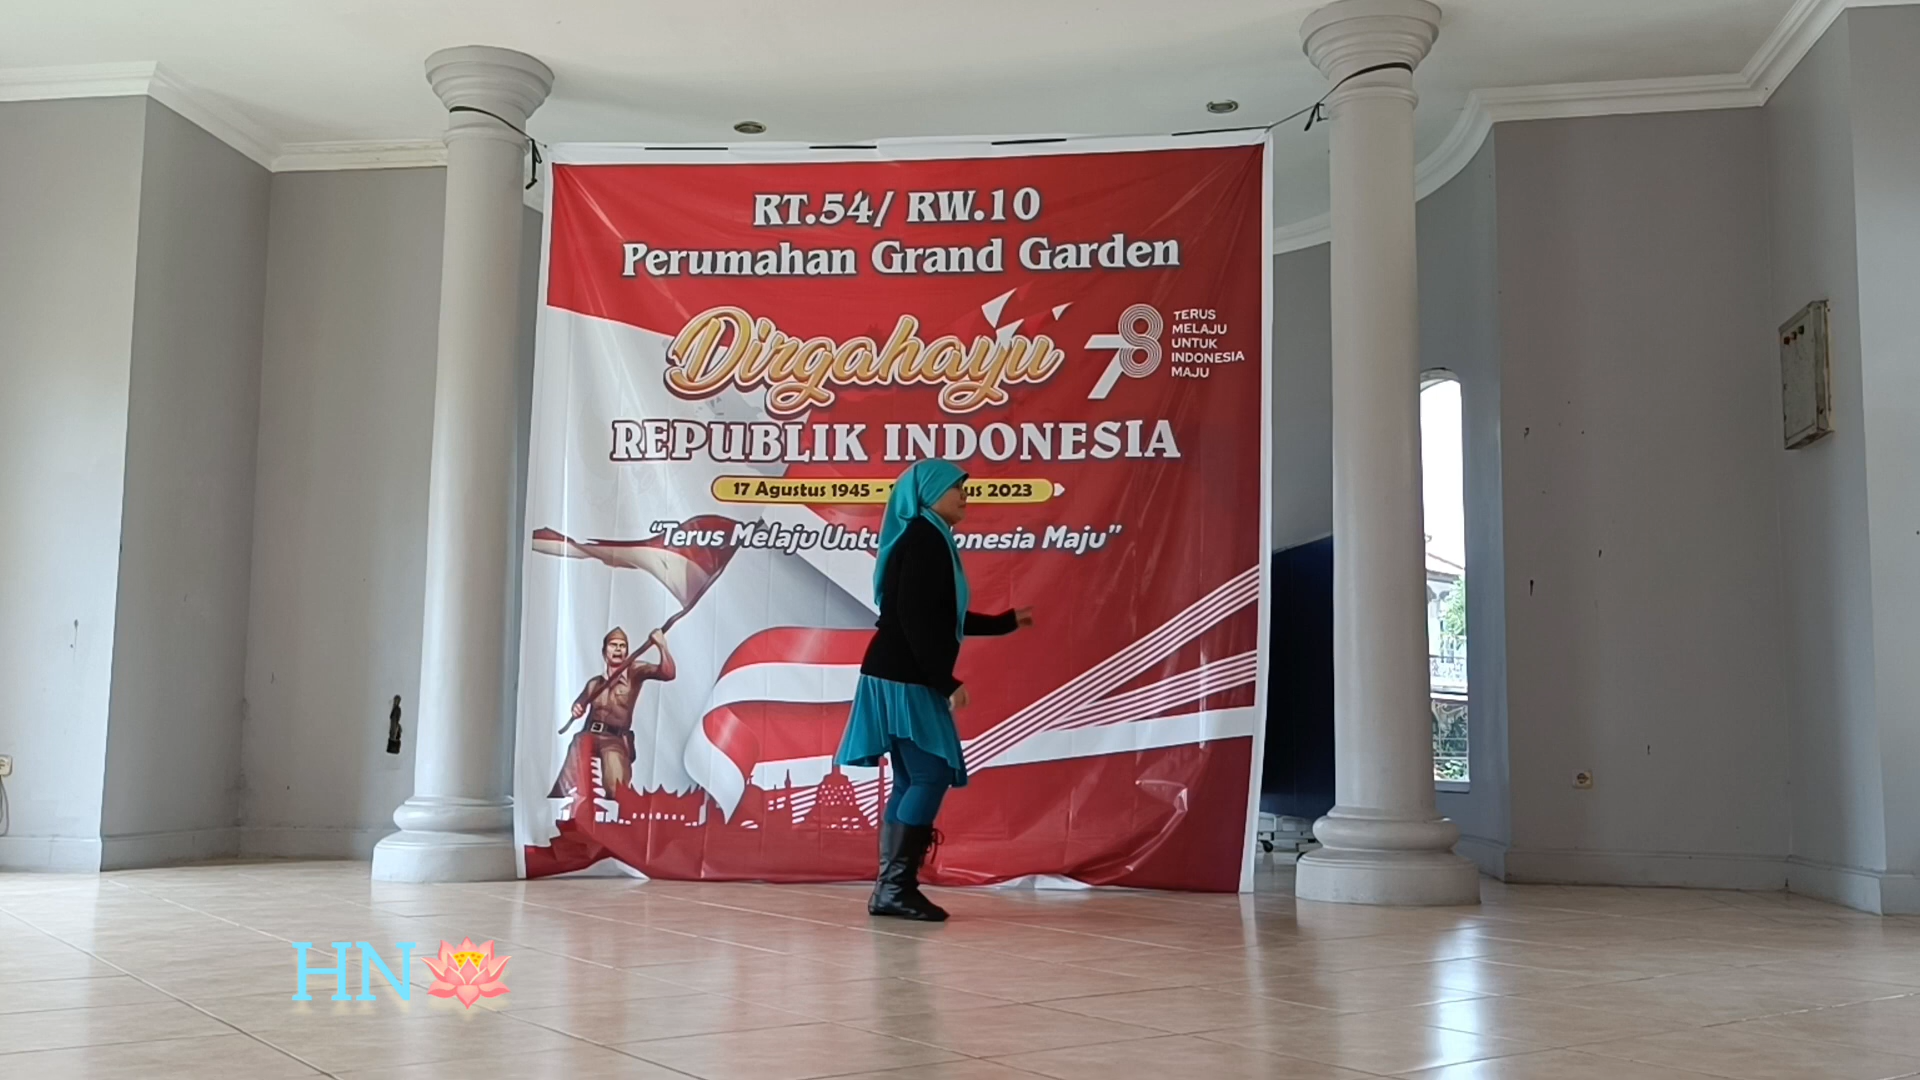 RT.54/ RW.10
Perumahan Grand Garden
Dirgahayu
78
TERUS
MELAJU
UNTUK
INDONESIA
MAJU
REPUBLIK INDONESIA
17 Agustus 1945 - 2023
"Terus Melaju Maju"
HN